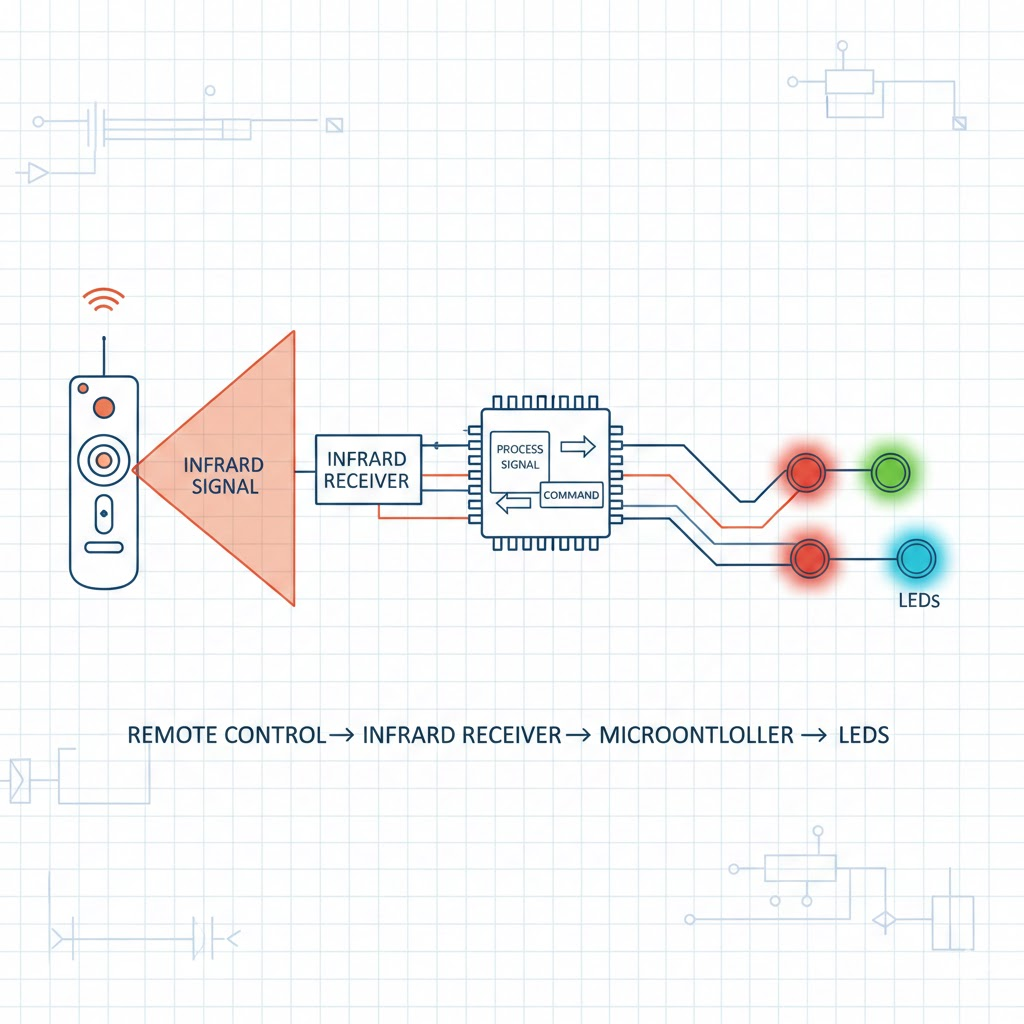 INFRARD
SIGNAL
INFRARD
RECEIVER
PROCESS
SIGNAL
COMMAND
LEDS
REMOTE CONTROL→ INFRARD RECEIVER→ MICROONTLOLLER → LEDS